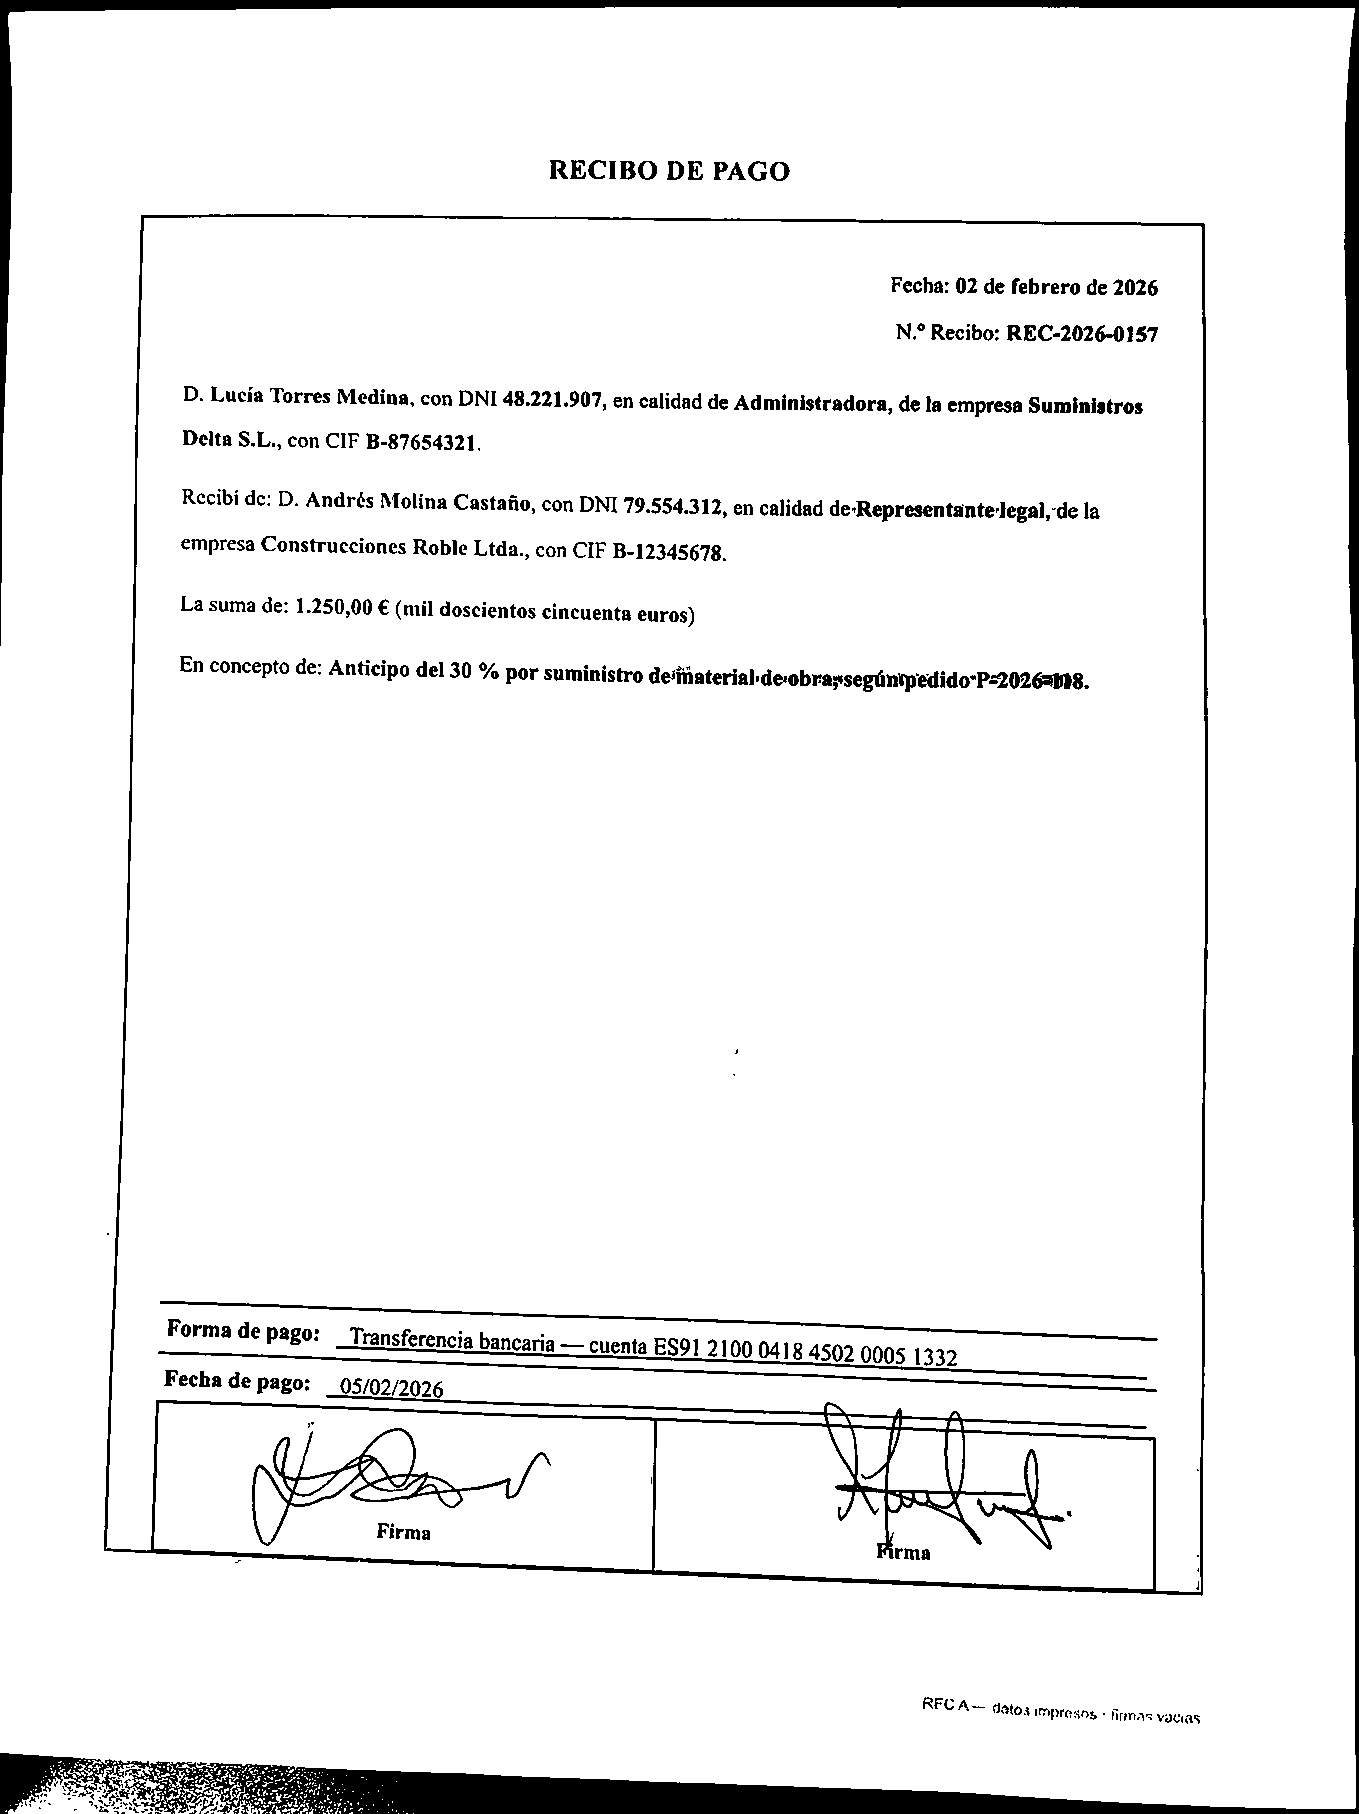 RECIBO DE PAGO
Fecha: 02 de febrero de 2026
N.º Recibo: REC-2026-0157
D. Lucía Torres Medina, con DNI 48.221.907, en calidad de Administradora, de la empresa Suministros
Delta S.L., con CIF B-87654321.
Recibí de: D. Andrés Molina Castaño, con DNI 79.554.312, en calidad de Representante legal, de la
empresa Construcciones Roble Ltda., con CIF B-12345678.
La suma de: 1.250,00 € (mil doscientos cincuenta euros)
En concepto de: Anticipo del 30 % por suministro de material de obra, según pedido
Forma de pago: Transferencia bancaria — cuenta ES91 2100 0418 4502 0005 1332
Fecha de pago: 05/02/2026
Firma
Firma
REC A — datos impresos · firmas vacías